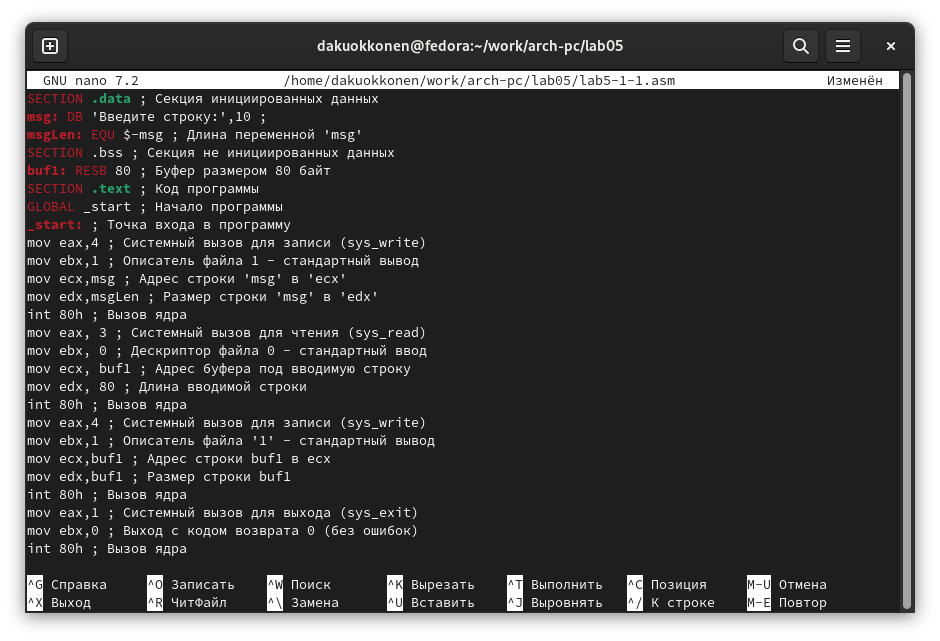 dakuokkonen@fedora:~/work/arch-pc/lab05
GNU nano 7.2 /home/dakuokkonen/work/arch-pc/lab05/lab5-1-1.asm Изменён
SECTION .data ; Секция инициированных данных
msg: DB 'Введите строку:',10 ;
msgLen: EQU $-msg ; Длина переменной 'msg'
SECTION .bss ; Секция не инициированных данных
buf1: RESB 80 ; Буфер размером 80 байт
SECTION .text ; Код программы
GLOBAL _start ; Начало программы
_start: ; Точка входа в программу
mov eax,4 ; Системный вызов для записи (sys_write)
mov ebx,1 ; Описатель файла 1 - стандартный вывод
mov ecx,msg ; Адрес строки 'msg' в 'ecx'
mov edx,msgLen ; Размер строки 'msg' в 'edx'
int 80h ; Вызов ядра
mov eax, 3 ; Системный вызов для чтения (sys_read)
mov ebx, 0 ; Дескриптор файла 0 - стандартный ввод
mov ecx, buf1 ; Адрес буфера под вводимую строку
mov edx, 80 ; Длина вводимой строки
int 80h ; Вызов ядра
mov eax,4 ; Системный вызов для записи (sys_write)
mov ebx,1 ; Описатель файла '1' - стандартный вывод
mov ecx,buf1 ; Адрес строки buf1 в ecx
mov edx,buf1 ; Размер строки buf1
int 80h ; Вызов ядра
mov eax,1 ; Системный вызов для выхода (sys_exit)
mov ebx,0 ; Выход с кодом возврата 0 (без ошибок)
int 80h ; Вызов ядра
^G Справка ^O Записать ^W Поиск ^K Вырезать ^T Выполнить ^C Позиция M-U Отмена
^X Выход ^R ЧитФайл ^\ Замена ^U Вставить ^J Выровнять ^/ К строке M-E Повтор